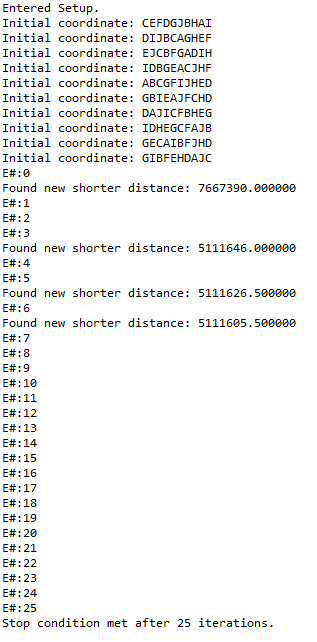 Entered Setup.
Initial coordinate: CEFDGJBHAI
Initial coordinate: DIJBCAGHEF
Initial coordinate: EJCBFGADIH
Initial coordinate: IDBGEACJHF
Initial coordinate: ABCGFIJHED
Initial coordinate: GBIEAJFCHD
Initial coordinate: DAJICFBHEG
Initial coordinate: IDHEGCFAJB
Initial coordinate: GECAIBFJHD
Initial coordinate: GIBFEHDAJC
E#:0
Found new shorter distance: 7667390.000000
E#:1
E#:2
E#:3
Found new shorter distance: 5111646.000000
E#:4
E#:5
Found new shorter distance: 5111626.500000
E#:6
Found new shorter distance: 5111605.500000
E#:7
E#:8
E#:9
E#:10
E#:11
E#:12
E#:13
E#:14
E#:15
E#:16
E#:17
E#:18
E#:19
E#:20
E#:21
E#:22
E#:23
E#:24
E#:25
Stop condition met after 25 iterations.